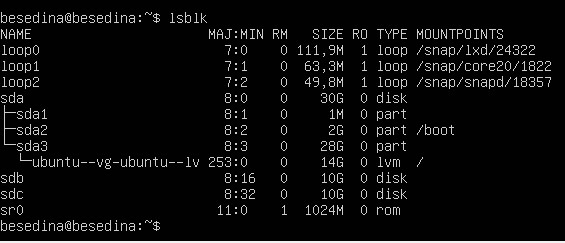 besedina@besedina:~$ lsblk
NAME                      MAJ:MIN RM   SIZE RO TYPE MOUNTPOINTS
loop0                       7:0    0 111,9M  1 loop /snap/lxd/24322
loop1                       7:1    0  63,3M  1 loop /snap/core20/1822
loop2                       7:2    0  49,8M  1 loop /snap/snapd/18357
sda                         8:0    0    30G  0 disk
├─sda1                      8:1    0     1M  0 part
├─sda2                      8:2    0     2G  0 part /boot
└─sda3                      8:3    0    28G  0 part
  └─ubuntu--vg-ubuntu--lv 253:0    0    14G  0 lvm  /
sdb                         8:16   0    10G  0 disk
sdc                         8:32   0    10G  0 disk
sr0                        11:0    1  1024M  0 rom
besedina@besedina:~$